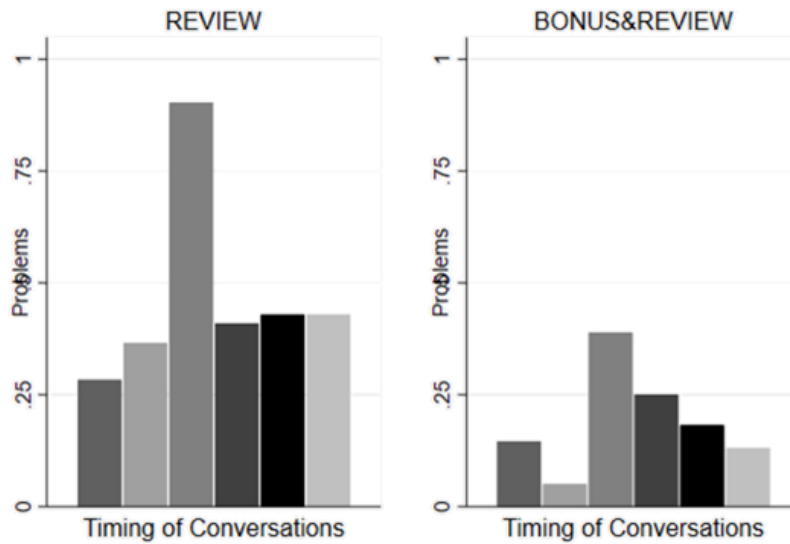 REVIEW
1
.75
Problems
.25
0
Timing of Conversations
BONUS&REVIEW
1
.75
Problems
.25
0
Timing of Conversations